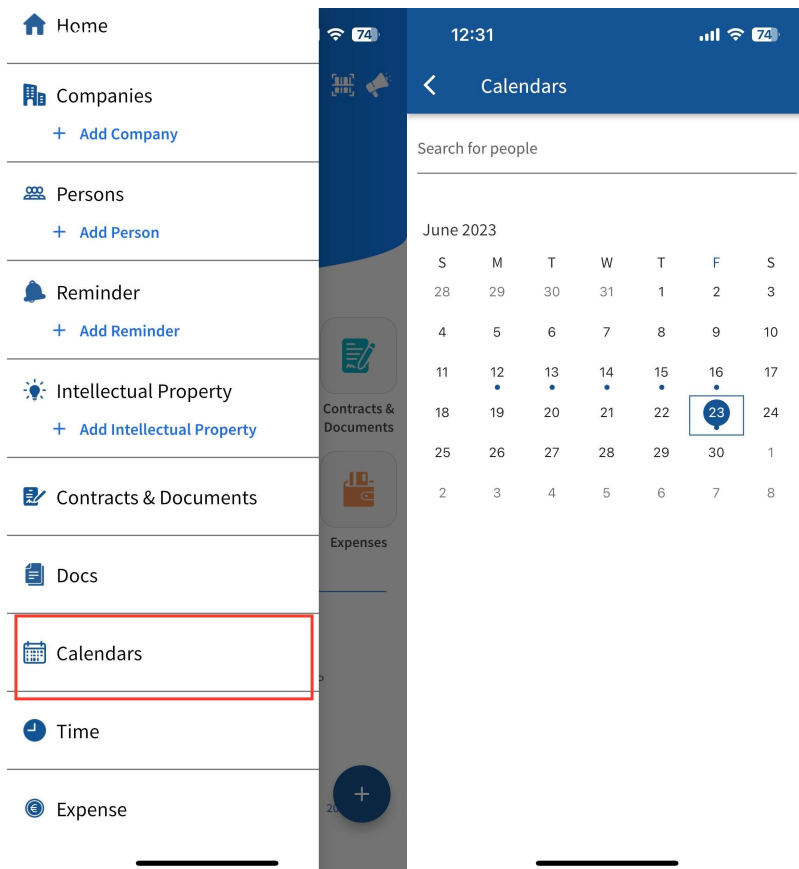 Home
Companies
+ Add Company
Persons
+ Add Person
Reminder
+ Add Reminder
Intellectual Property
+ Add Intellectual Property
Contracts & Documents
Docs
Calendars
Time
Expense
74
Contracts &
Documents
Expenses
+
12:31
74
Calendars
Search for people
June 2023
S M T W T F S
28 29 30 31 1 2 3
4 5 6 7 8 9 10
11 12 13 14 15 16 17
18 19 20 21 22 23 24
25 26 27 28 29 30 1
2 3 4 5 6 7 8